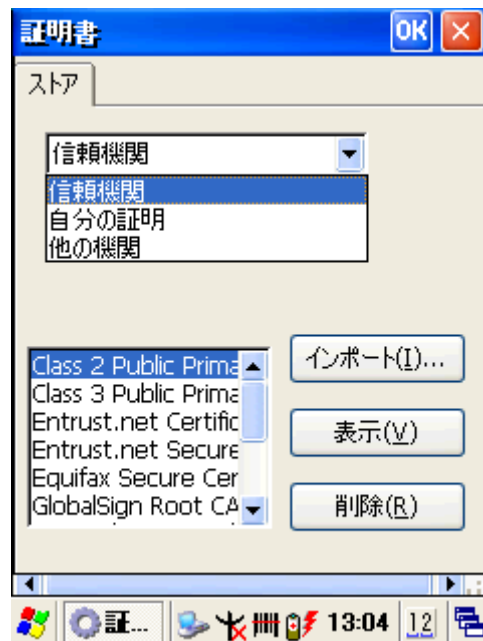 証明書 OK
ストア
信頼機関
信頼機関
自分の証明
他の機関
Class 2 Public Prima
Class 3 Public Prima
Entrust.net Certific
Entrust.net Secure
Equifax Secure Cer
GlobalSign Root CA
インポート(I)...
表示(V)
削除(R)
証... 13:04 12